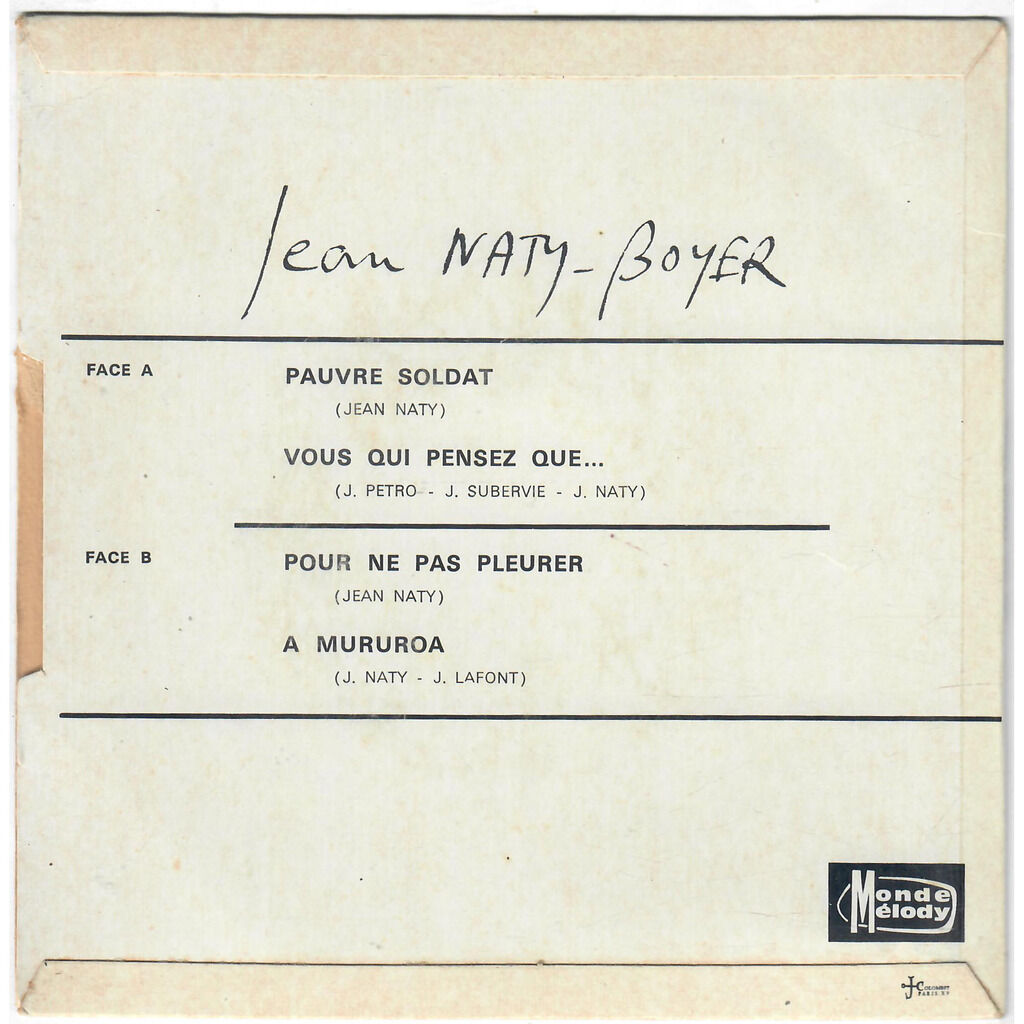 Jean NATY-BOYER
FACE A
PAUVRE SOLDAT
(JEAN NATY)
VOUS QUI PENSEZ QUE...
(J. PETRO - J. SUBERVIE - J. NATY)
FACE B
POUR NE PAS PLEURER
(JEAN NATY)
A MURUROA
(J. NATY - J. LAFONT)
Monde
Mélody